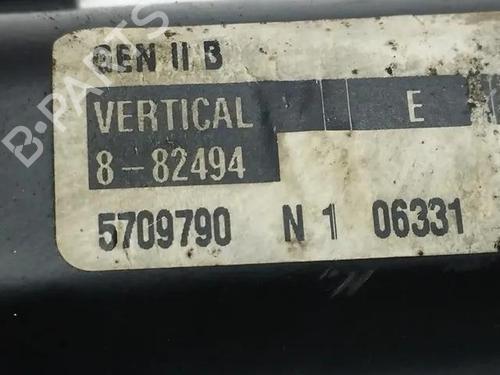 B-PARTS
GEN II B
VERTICAL E
8-82494
5709790 N 1 06331